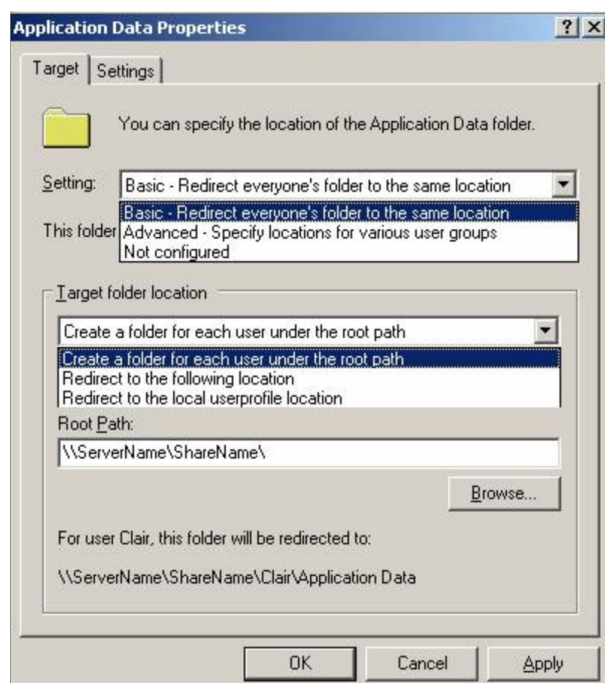 Application Data Properties
Target Settings
You can specify the location of the Application Data folder.
Setting: Basic - Redirect everyone's folder to the same location
Basic - Redirect everyone's folder to the same location
This folder Advanced - Specify locations for various user groups
Not configured
Target folder location
Create a folder for each user under the root path
Create a folder for each user under the root path
Redirect to the following location
Redirect to the local userprofile location
Root Path:
\\ServerName\ShareName\
Browse...
For user Clair, this folder will be redirected to:
\\ServerName\ShareName\Clair\Application Data
OK Cancel Apply